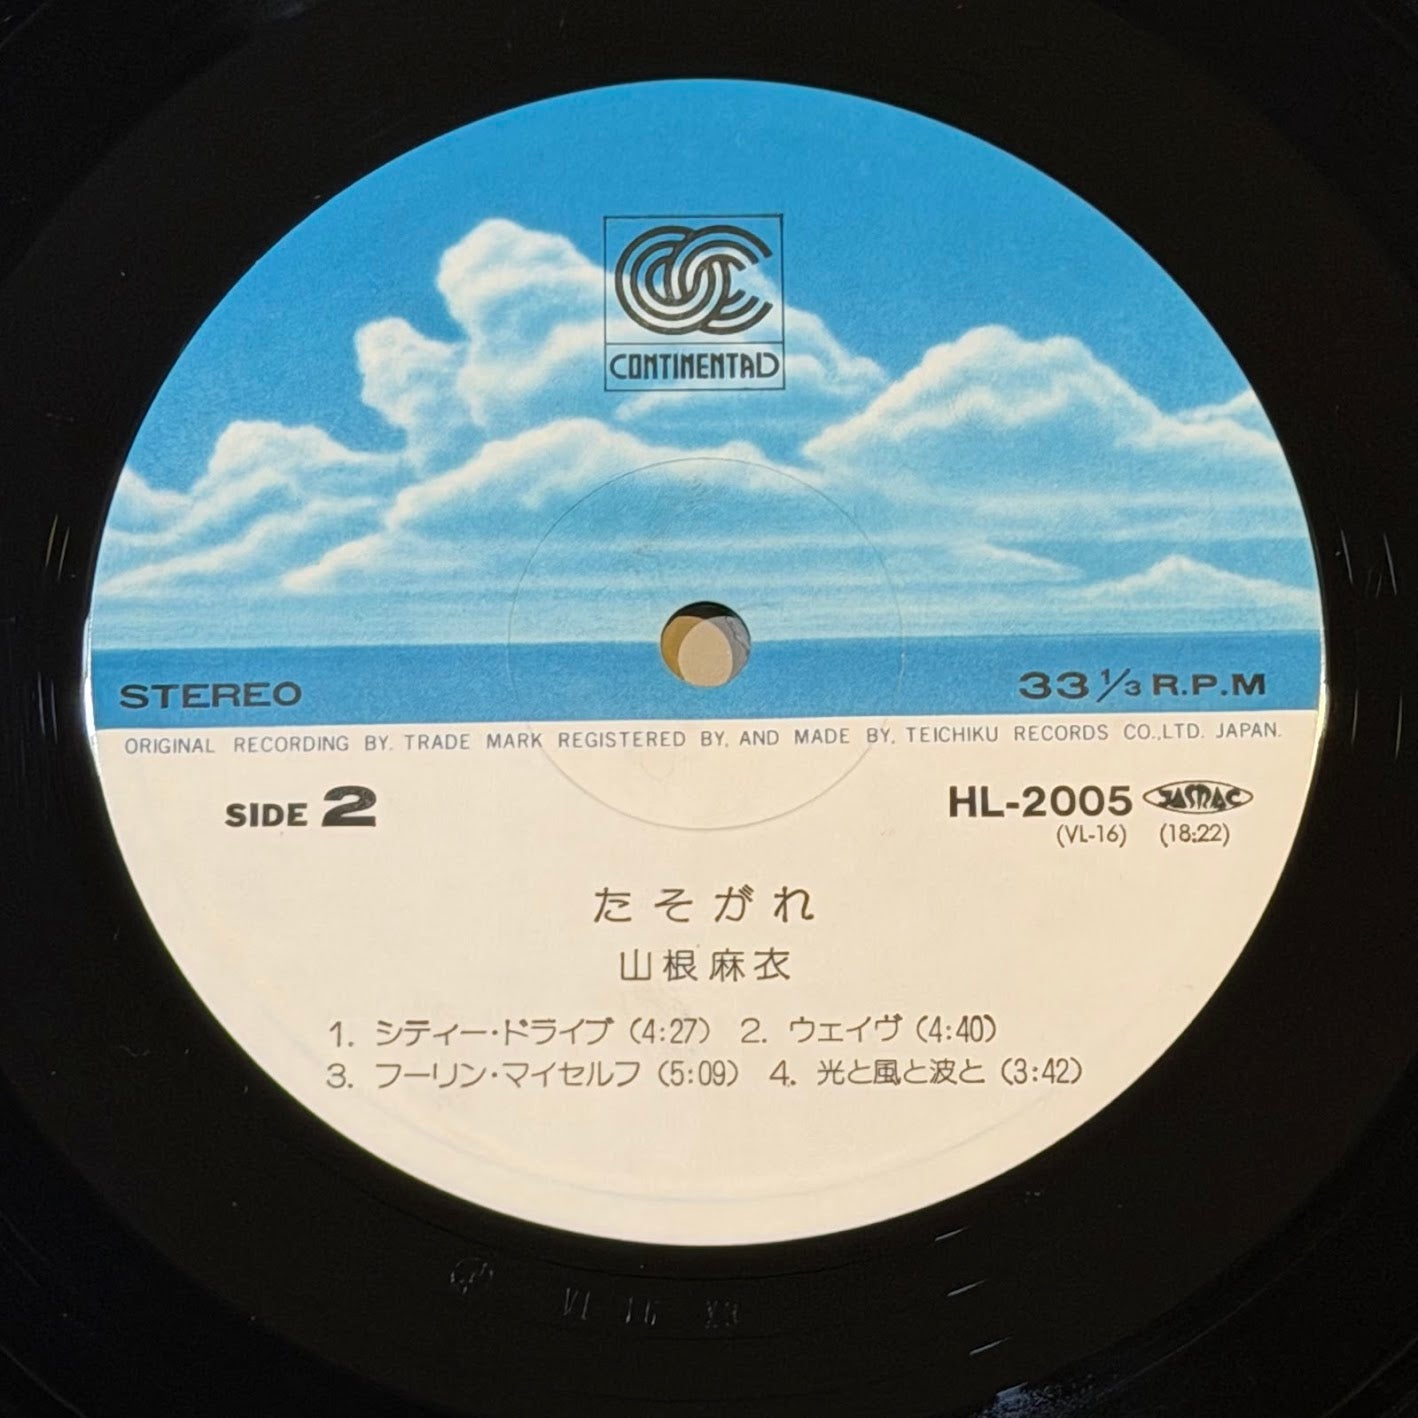 CONTINENTAL
STEREO 33 1/3 R.P.M
ORIGINAL RECORDING BY. TRADE MARK REGISTERED BY. AND MADE BY. TEICHIKU RECORDS CO.,LTD. JAPAN.
SIDE 2 HL-2005 JASRAC
(VL-16) (18:22)
たそがれ
山根麻衣
1. シティー・ドライブ (4:27) 2. ウェイヴ (4:40)
3. フーリン・マイセルフ (5:09) 4. 光と風と波と (3:42)